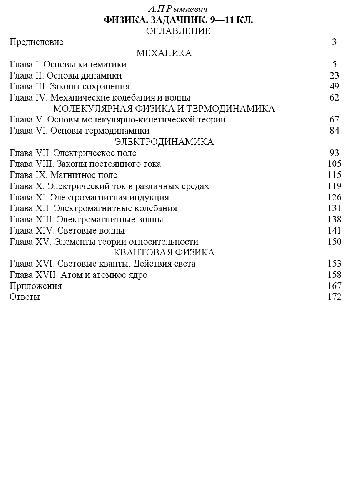 А.П.Рымкевич
ФИЗИКА. ЗАДАЧНИК. 9—11 КЛ.
ОГЛАВЛЕНИЕ
Предисловие 3
МЕХАНИКА
Глава I. Основы кинематики 5
Глава II. Основы динамики 23
Глава III. Законы сохранения 49
Глава IV. Механические колебания и волны 62
МОЛЕКУЛЯРНАЯ ФИЗИКА И ТЕРМОДИНАМИКА
Глава V. Основы молекулярно-кинетической теории 67
Глава VI. Основы термодинамики 84
ЭЛЕКТРОДИНАМИКА
Глава VII. Электрическое поле 93
Глава VIII. Законы постоянного тока 105
Глава IX. Магнитное поле 115
Глава X. Электрический ток в различных средах 119
Глава XI. Электромагнитная индукция 126
Глава XII. Электромагнитные колебания 131
Глава XIII. Электромагнитные волны 138
Глава XIV. Световые волны 141
Глава XV. Элементы теории относительности 150
КВАНТОВАЯ ФИЗИКА
Глава XVI. Световые кванты. Действия света 153
Глава XVII. Атом и атомное ядро 158
Приложения 167
Ответы 172